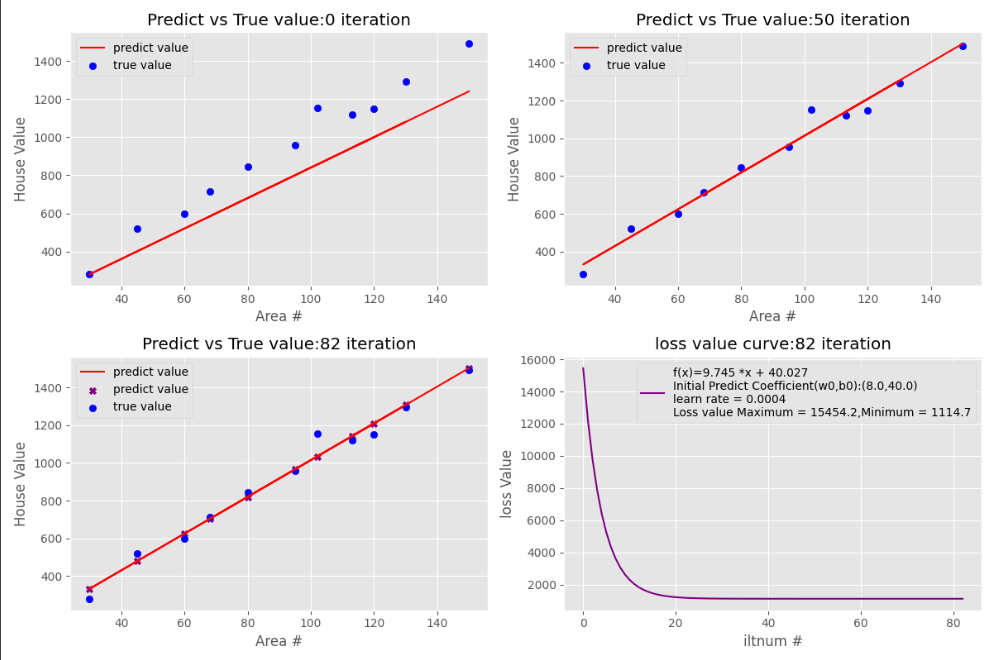 Predict vs True value:0 iteration
predict value
true value
1400
1200
1000
800
600
400
House Value
40
60
80
100
120
140
Area #
Predict vs True value:50 iteration
predict value
true value
1400
1200
1000
800
600
400
House Value
40
60
80
100
120
140
Area #
Predict vs True value:82 iteration
predict value
predict value
true value
1400
1200
1000
800
600
400
House Value
40
60
80
100
120
140
Area #
loss value curve:82 iteration
f(x)=9.745 *x + 40.027
Initial Predict Coefficient(w0,b0):(8.0,40.0)
learn rate = 0.0004
Loss value Maximum = 15454.2,Minimum = 1114.7
16000
14000
12000
10000
8000
6000
4000
2000
loss Value
0
20
40
60
80
iltnum #